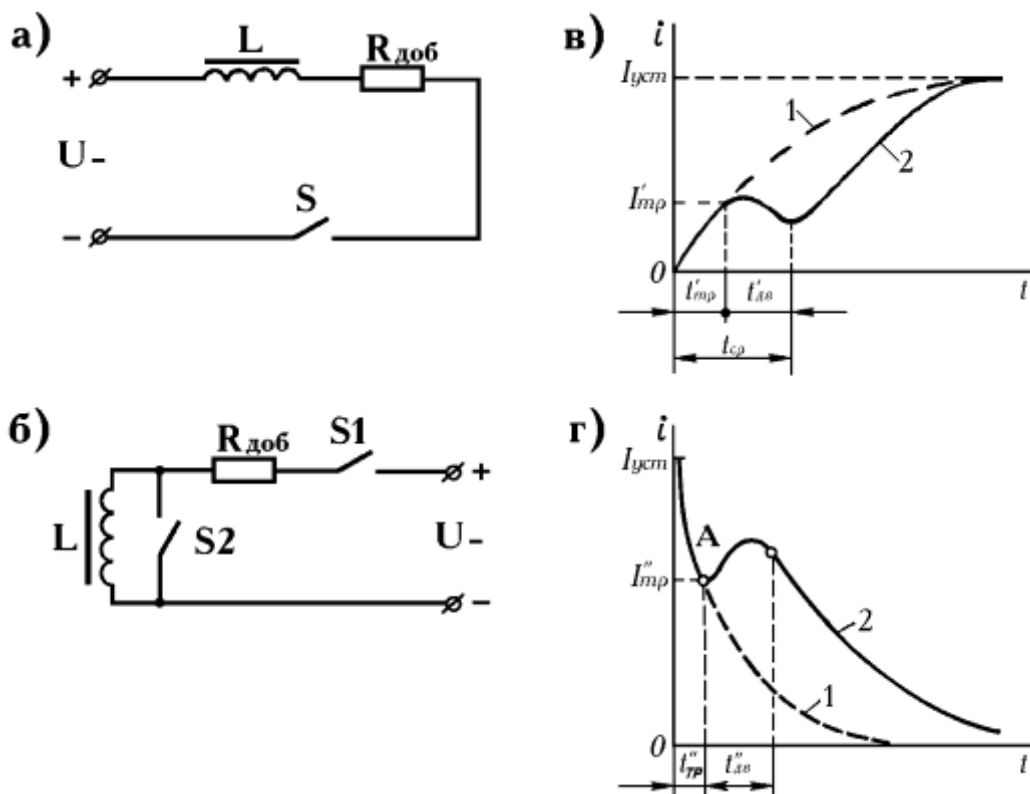 а)
L
Rдоб
+
U-
S
−
в)
i
Iуст
1
2
I'тр
0
t
t'тр
t'дв
tср
б)
Rдоб
S1
+
L
S2
U-
−
г)
i
Iуст
A
I''тр
2
1
0
t
t''тр
t''дв